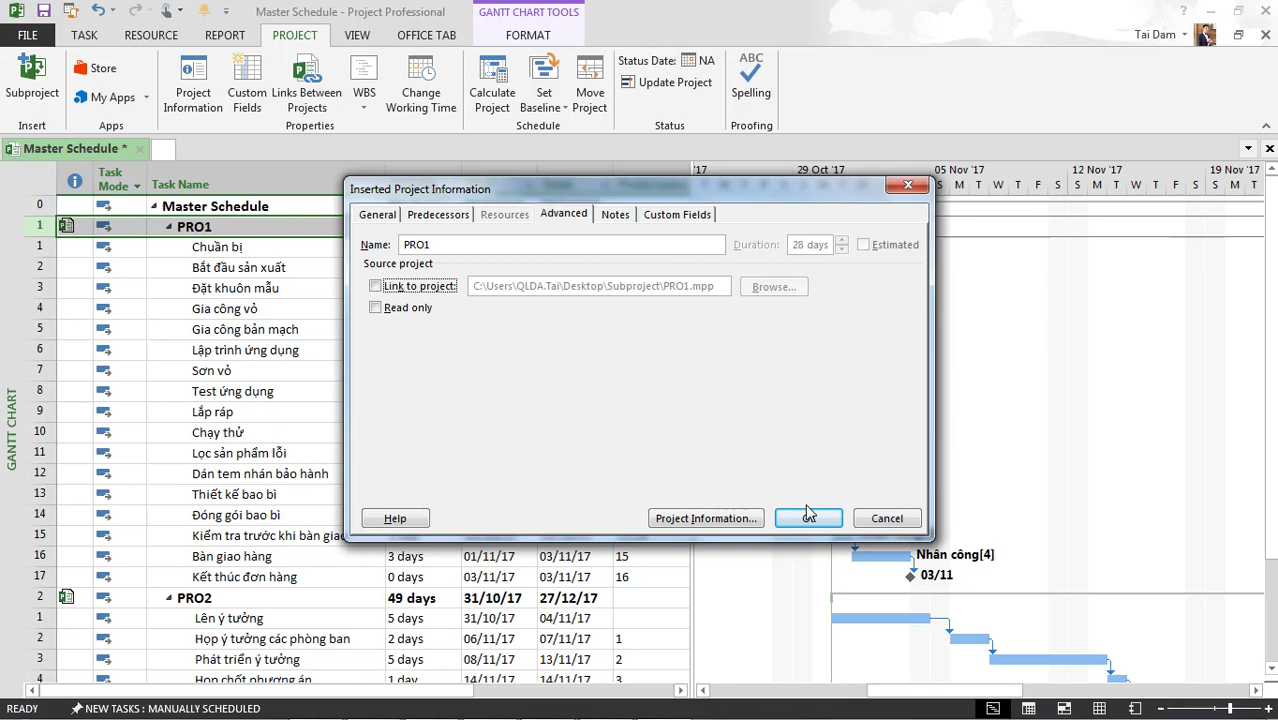 Master Schedule - Project Professional
GANTT CHART TOOLS
FILE
TASK
RESOURCE
REPORT
PROJECT
VIEW
OFFICE TAB
FORMAT
Tai Dam
Subproject
Store
My Apps
Project Information
Custom Fields
Links Between Projects
WBS
Change Working Time
Calculate Project
Set Baseline
Move Project
Status Date:
NA
Update Project
ABC
Spelling
Insert
Apps
Properties
Schedule
Status
Proofing
Master Schedule *
Task Mode
Task Name
'17
29 Oct '17
05 Nov '17
12 Nov '17
19 Nov '17
S M T W T F S
S M T W T F S
S M T W T F S
S M T
0 Master Schedule
1 PRO1
1 Chuẩn bị
2 Bắt đầu sản xuất
3 Đặt khuôn mẫu
4 Gia công vỏ
5 Gia công bản mạch
6 Lập trình ứng dụng
7 Sơn vỏ
8 Test ứng dụng
9 Lắp ráp
10 Chạy thử
11 Lọc sản phẩm lỗi
12 Dán tem nhán bảo hành
13 Thiết kế bao bì
14 Đóng gói bao bì
15 Kiểm tra trước khi bàn giao
16 Bàn giao hàng 3 days 01/11/17 03/11/17 15
17 Kết thúc đơn hàng 0 days 03/11/17 03/11/17 16
2 PRO2 49 days 31/10/17 27/12/17
1 Lên ý tưởng 5 days 31/10/17 04/11/17
2 Họp ý tưởng các phòng ban 2 days 06/11/17 07/11/17 1
3 Phát triển ý tưởng 5 days 08/11/17 13/11/17 2
4 Họp chốt phương án 1 days 14/11/17 14/11/17 3
Nhân công[4]
03/11
GANTT CHART
Inserted Project Information
General
Predecessors
Resources
Advanced
Notes
Custom Fields
Name: PRO1
Duration: 28 days
Estimated
Source project
Link to project:
C:\Users\QLDA.Tai\Desktop\Subproject\PRO1.mpp
Browse...
Read only
Help
Project Information...
Cancel
READY
NEW TASKS : MANUALLY SCHEDULED